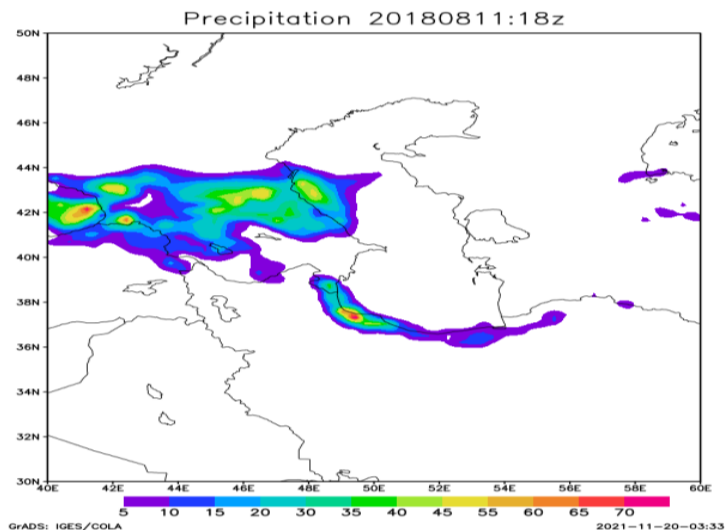 Precipitation 20180811:18z
50N
48N
46N
44N
42N
40N
38N
36N
34N
32N
30N
40E 42E 44E 46E 48E 50E 52E 54E 56E 58E 60E
5 10 15 20 30 35 40 45 55 60 65 70
GrADS: IGES/COLA 2021-11-20-03:33